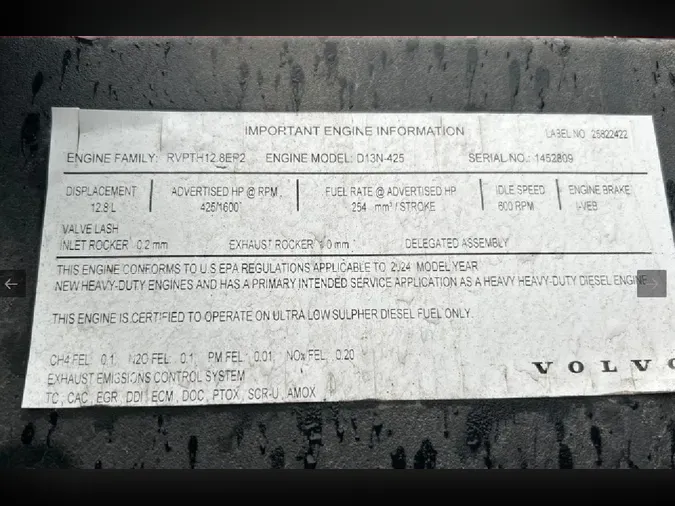 IMPORTANT ENGINE INFORMATION
LABEL NO 25822422
ENGINE FAMILY: RVPTH12.8ER2 ENGINE MODEL: D13N-425 SERIAL NO.: 1452809
DISPLACEMENT ADVERTISED HP @ RPM FUEL RATE @ ADVERTISED HP IDLE SPEED ENGINE BRAKE
12.8 L 425/1600 254 mm³ / STROKE 600 RPM I-VEB
VALVE LASH
INLET ROCKER 0.2 mm EXHAUST ROCKER 0 mm DELEGATED ASSEMBLY
THIS ENGINE CONFORMS TO U.S EPA REGULATIONS APPLICABLE TO 2024 MODEL YEAR
NEW HEAVY-DUTY ENGINES AND HAS A PRIMARY INTENDED SERVICE APPLICATION AS A HEAVY HEAVY-DUTY DIESEL ENGINE
THIS ENGINE IS CERTIFIED TO OPERATE ON ULTRA LOW SULPHER DIESEL FUEL ONLY.
CH4 FEL : 0.1 N2O FEL : 0.1 PM FEL : 0.01 NOx FEL : 0.20
VOLVO
EXHAUST EMISSIONS CONTROL SYSTEM
TC, CAC, EGR, DDI, ECM, DOC, PTOX, SCR-U, AMOX